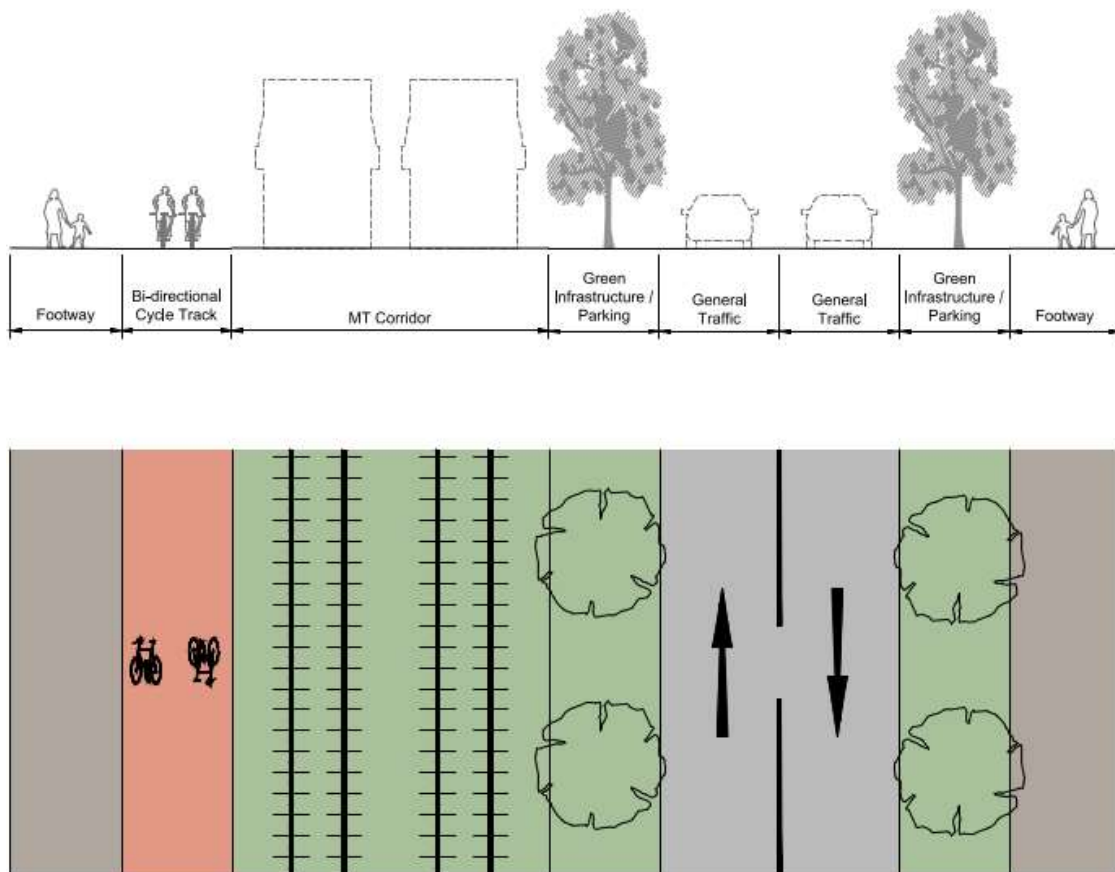 Footway
Bi-directional
Cycle Track
MT Corridor
Green
Infrastructure /
Parking
General
Traffic
General
Traffic
Green
Infrastructure /
Parking
Footway